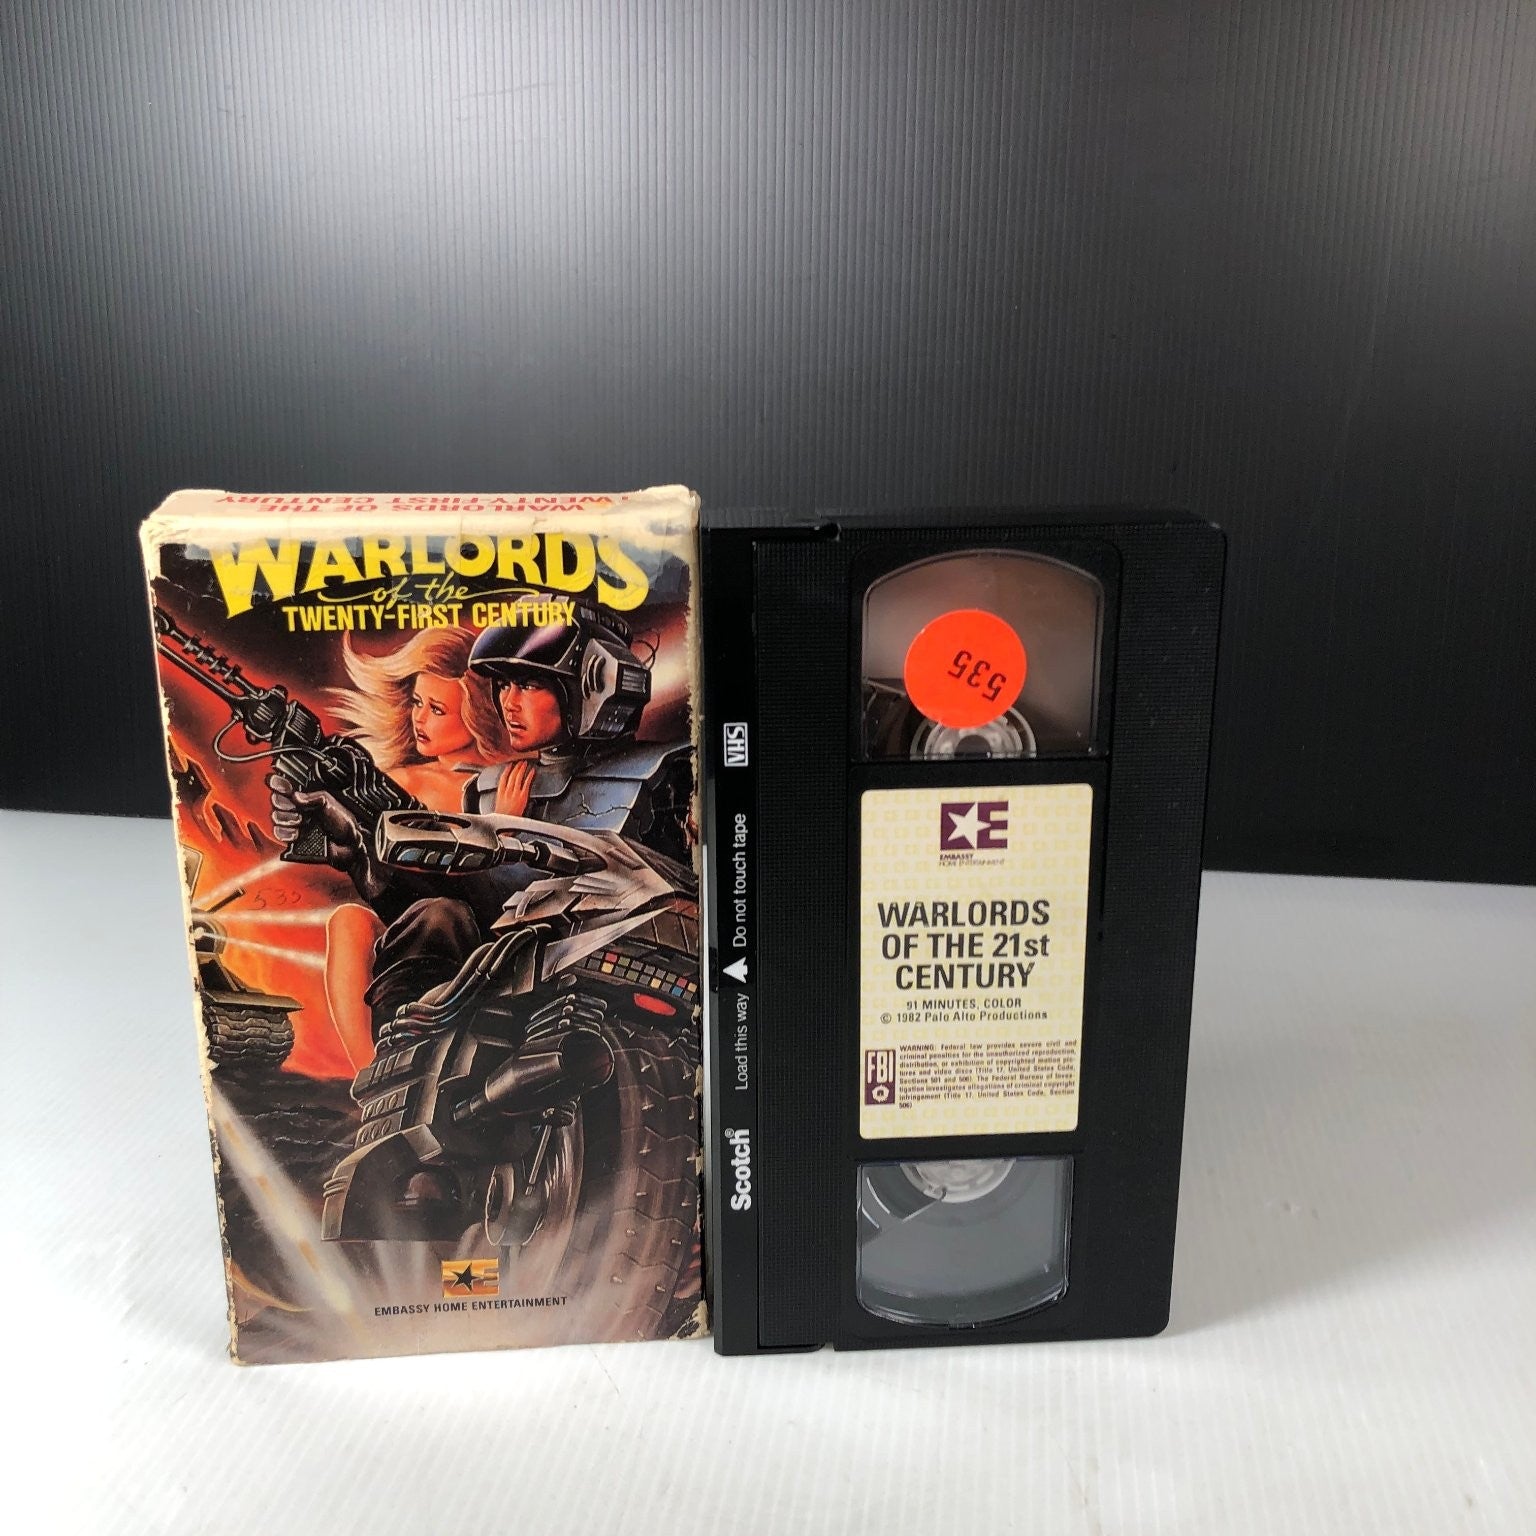 WARLORDS OF THE
TWENTY-FIRST CENTURY
WARLORDS
of the
TWENTY-FIRST CENTURY
535
E
EMBASSY HOME ENTERTAINMENT
VHS
Do not touch tape
Load this way
Scotch®
535
E
EMBASSY
HOME ENTERTAINMENT
WARLORDS
OF THE 21st
CENTURY
91 MINUTES, COLOR
© 1982 Palo Alto Productions
FBI
WARNING: Federal law provides severe civil and
criminal penalties for the unauthorized reproduction,
distribution, or exhibition of copyrighted motion pic-
tures and video discs (Title 17, United States Code,
Sections 501 and 506). The Federal Bureau of Inves-
tigation investigates allegations of criminal copyright
infringement (Title 17, United States Code, Section
506)